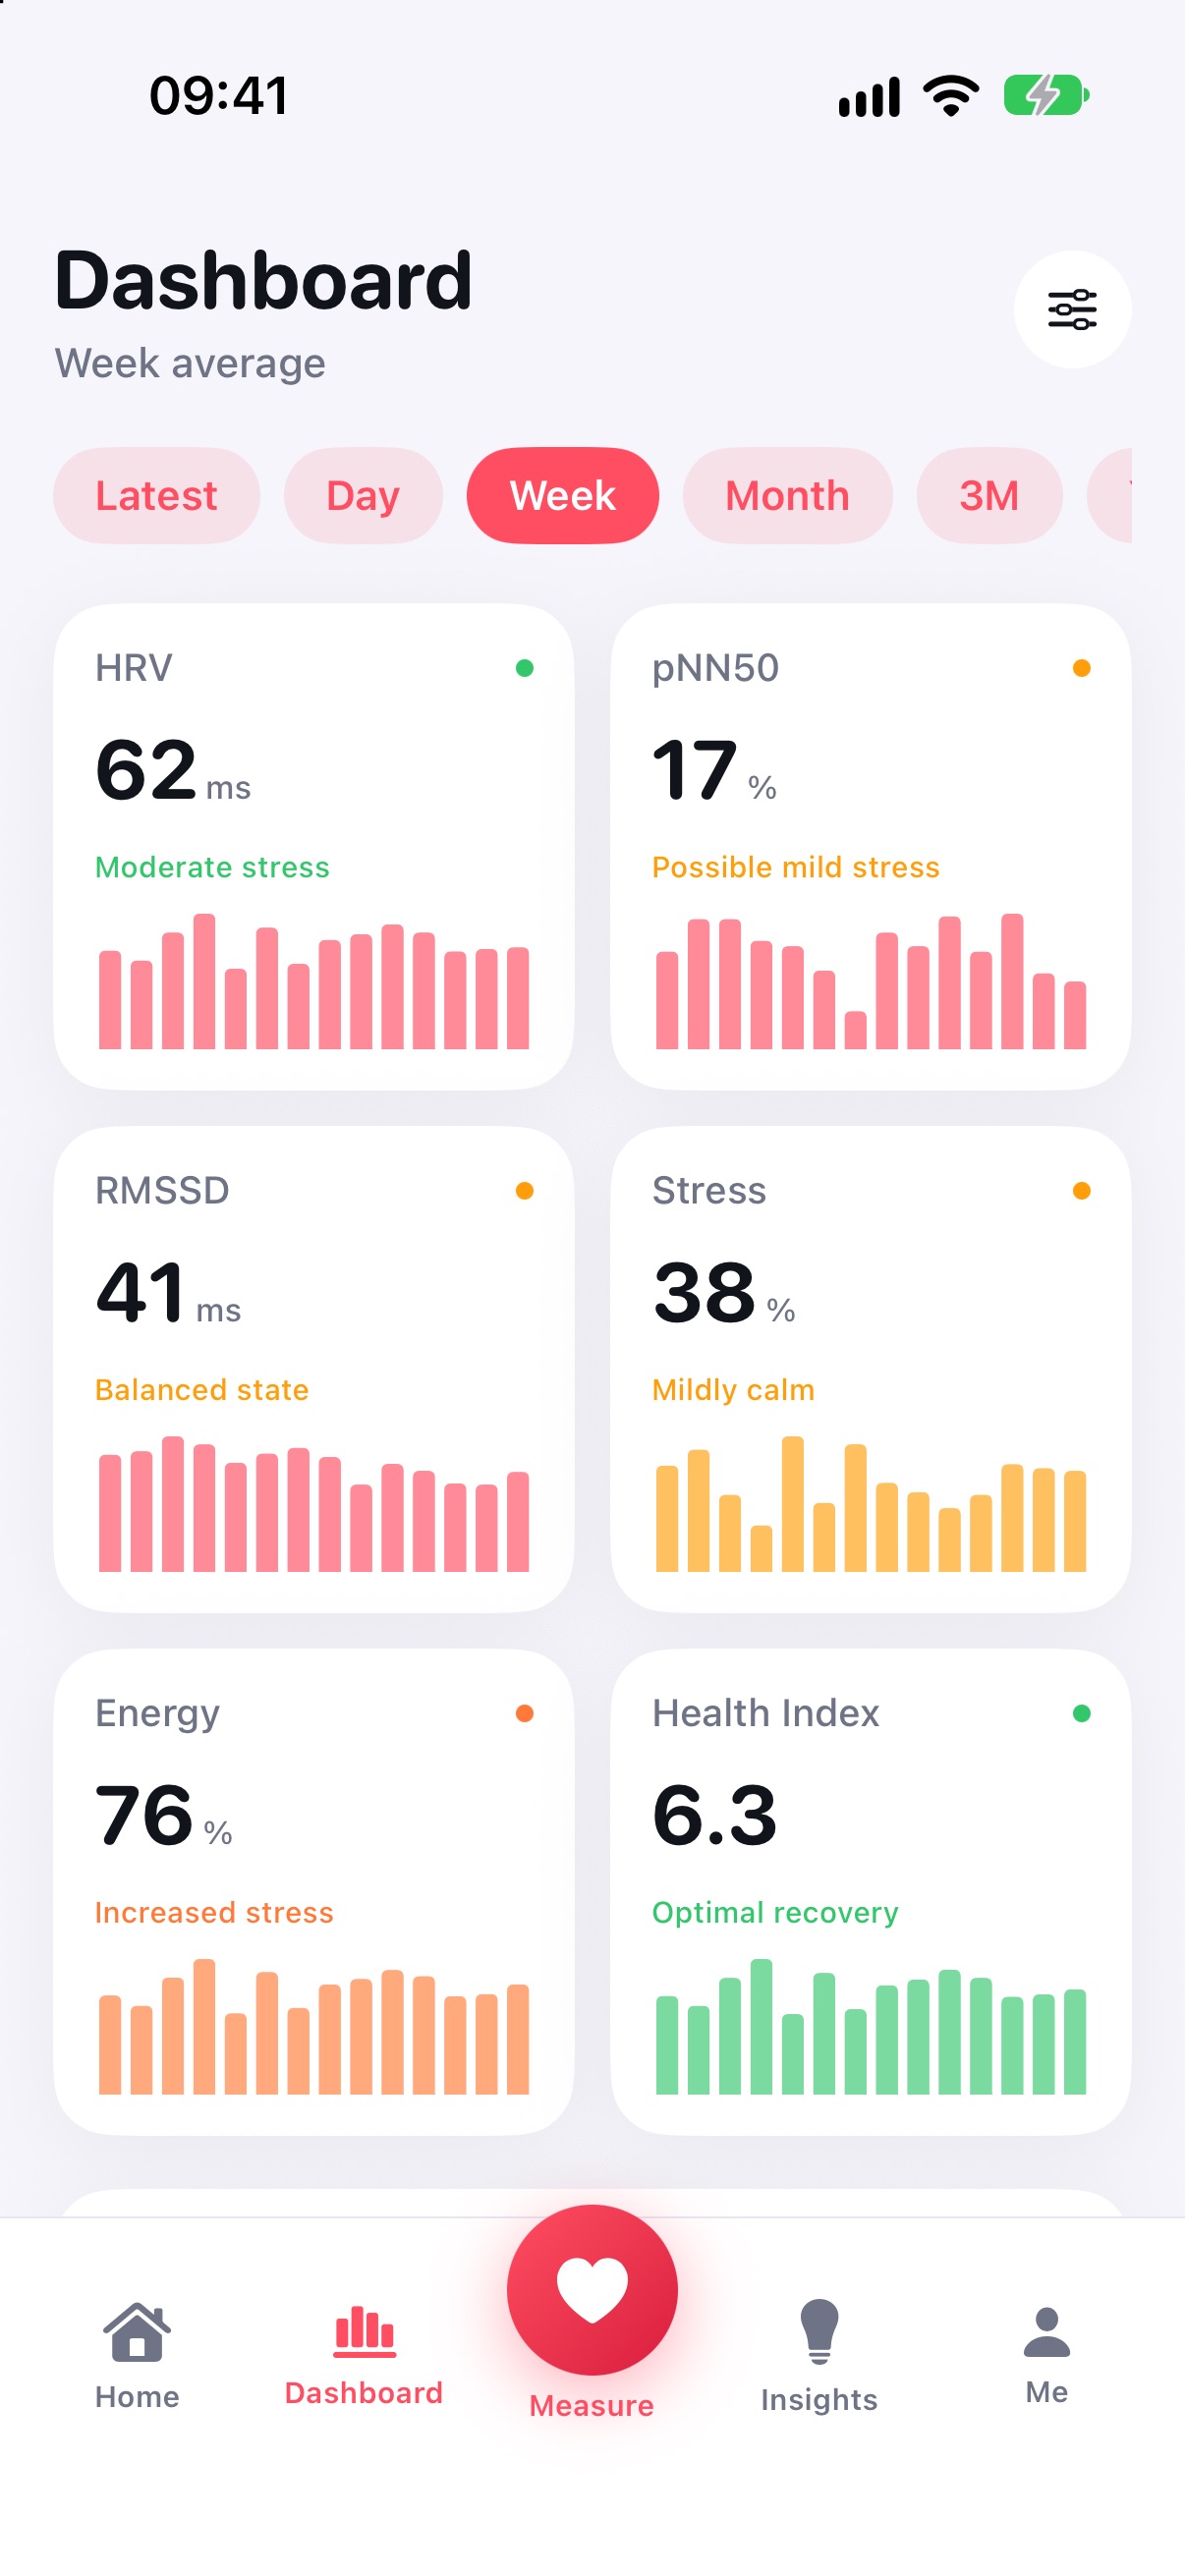 09:41
Dashboard
Week average
Latest Day Week Month 3M
HRV
62 ms
Moderate stress
pNN50
17 %
Possible mild stress
RMSSD
41 ms
Balanced state
Stress
38 %
Mildly calm
Energy
76 %
Increased stress
Health Index
6.3
Optimal recovery
Home Dashboard Measure Insights Me